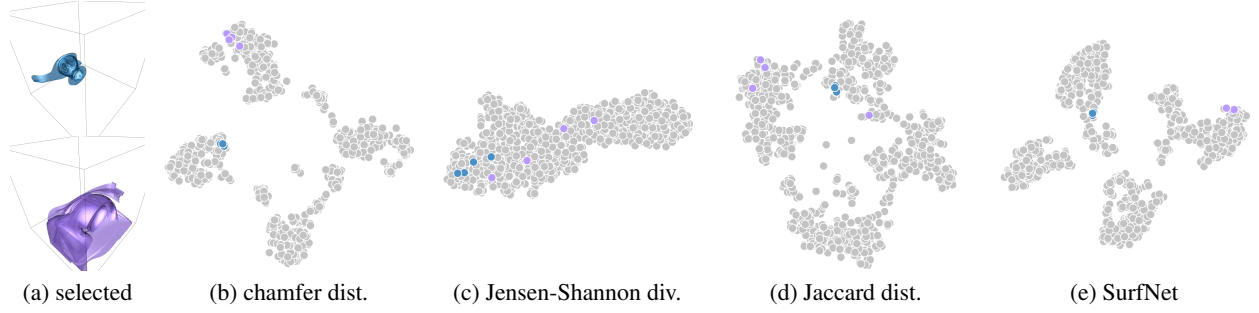 (a) selected
(b) chamfer dist.
(c) Jensen-Shannon div.
(d) Jaccard dist.
(e) SurfNet